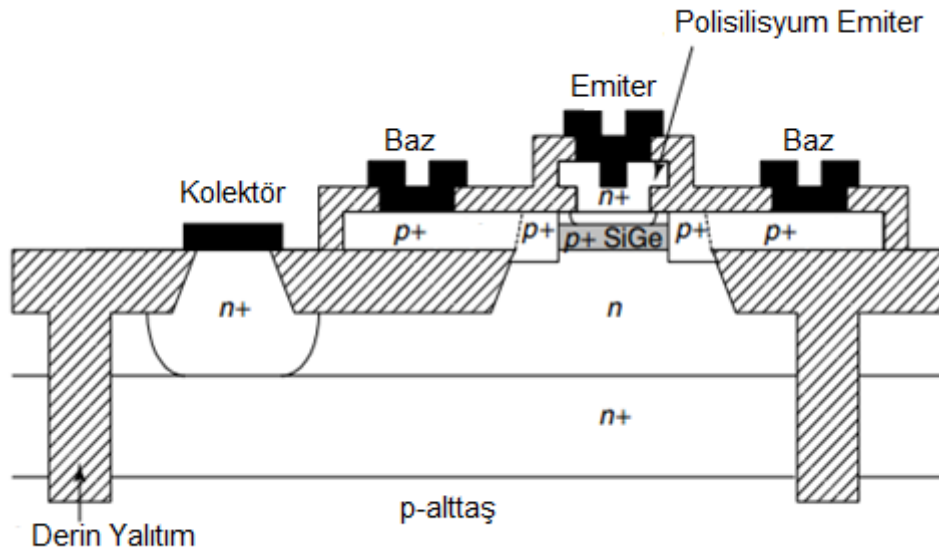 Polisilisyum Emiter
Emiter
Baz
Baz
Kolektör
n+
p+
p+
p+ SiGe
p+
p+
n+
n
n+
p-alttaş
Derin Yalıtım